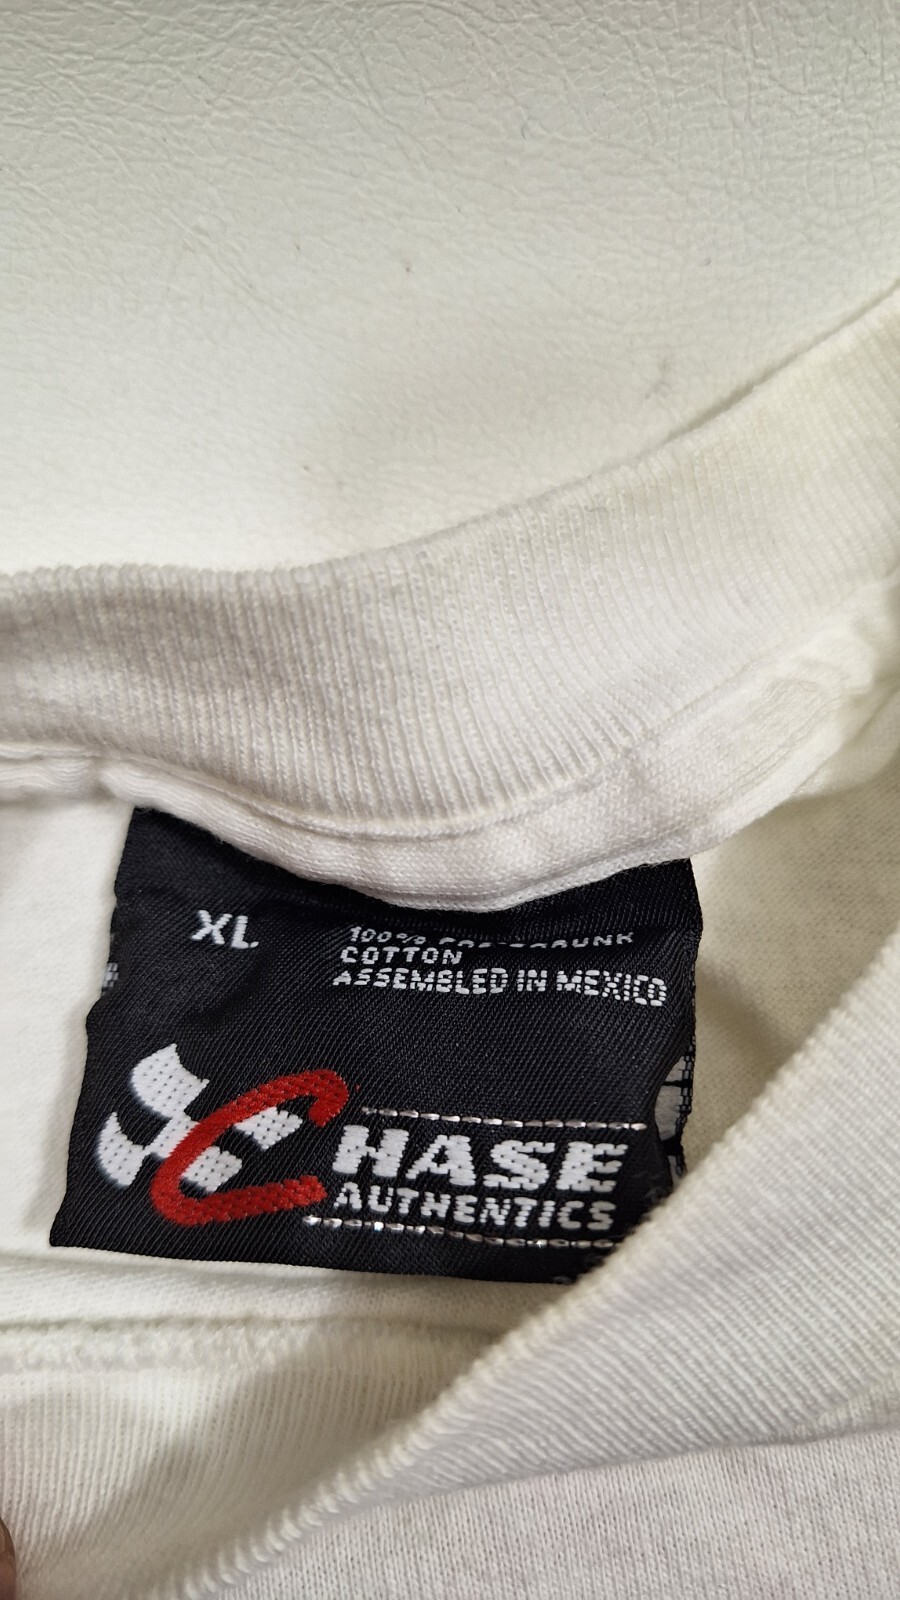 XL
100%
COTTON
ASSEMBLED IN MEXICO
CHASE
AUTHENTICS